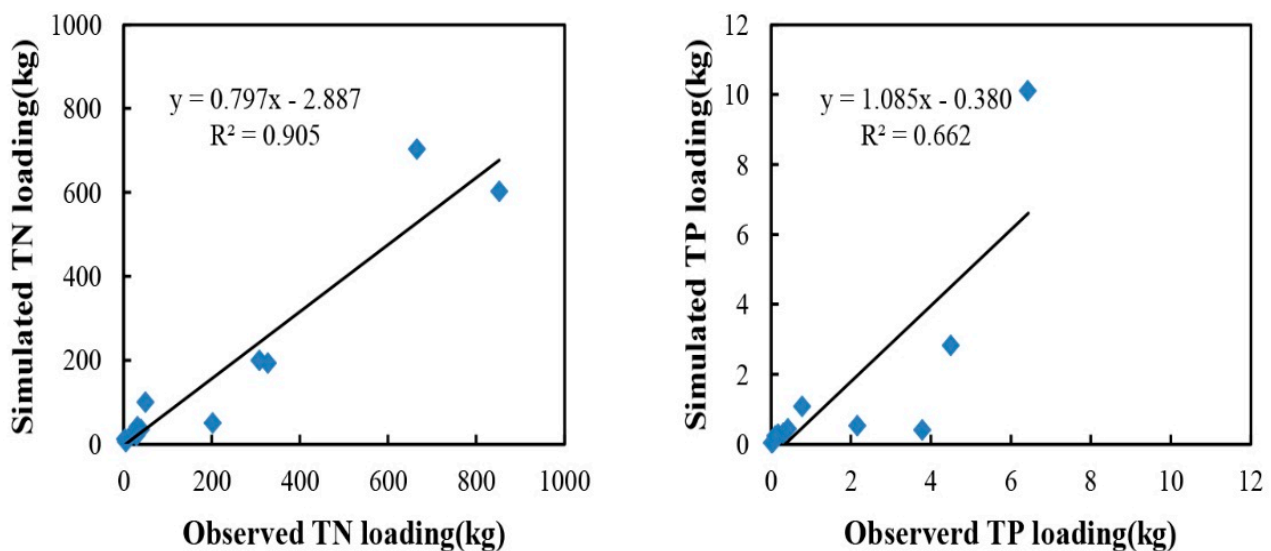 Simulated TN loading(kg)
1000
800
600
400
200
0
y = 0.797x - 2.887
R² = 0.905
0 200 400 600 800 1000
Observed TN loading(kg)
Simulated TP loading(kg)
12
10
8
6
4
2
0
y = 1.085x - 0.380
R² = 0.662
0 2 4 6 8 10 12
Observerd TP loading(kg)